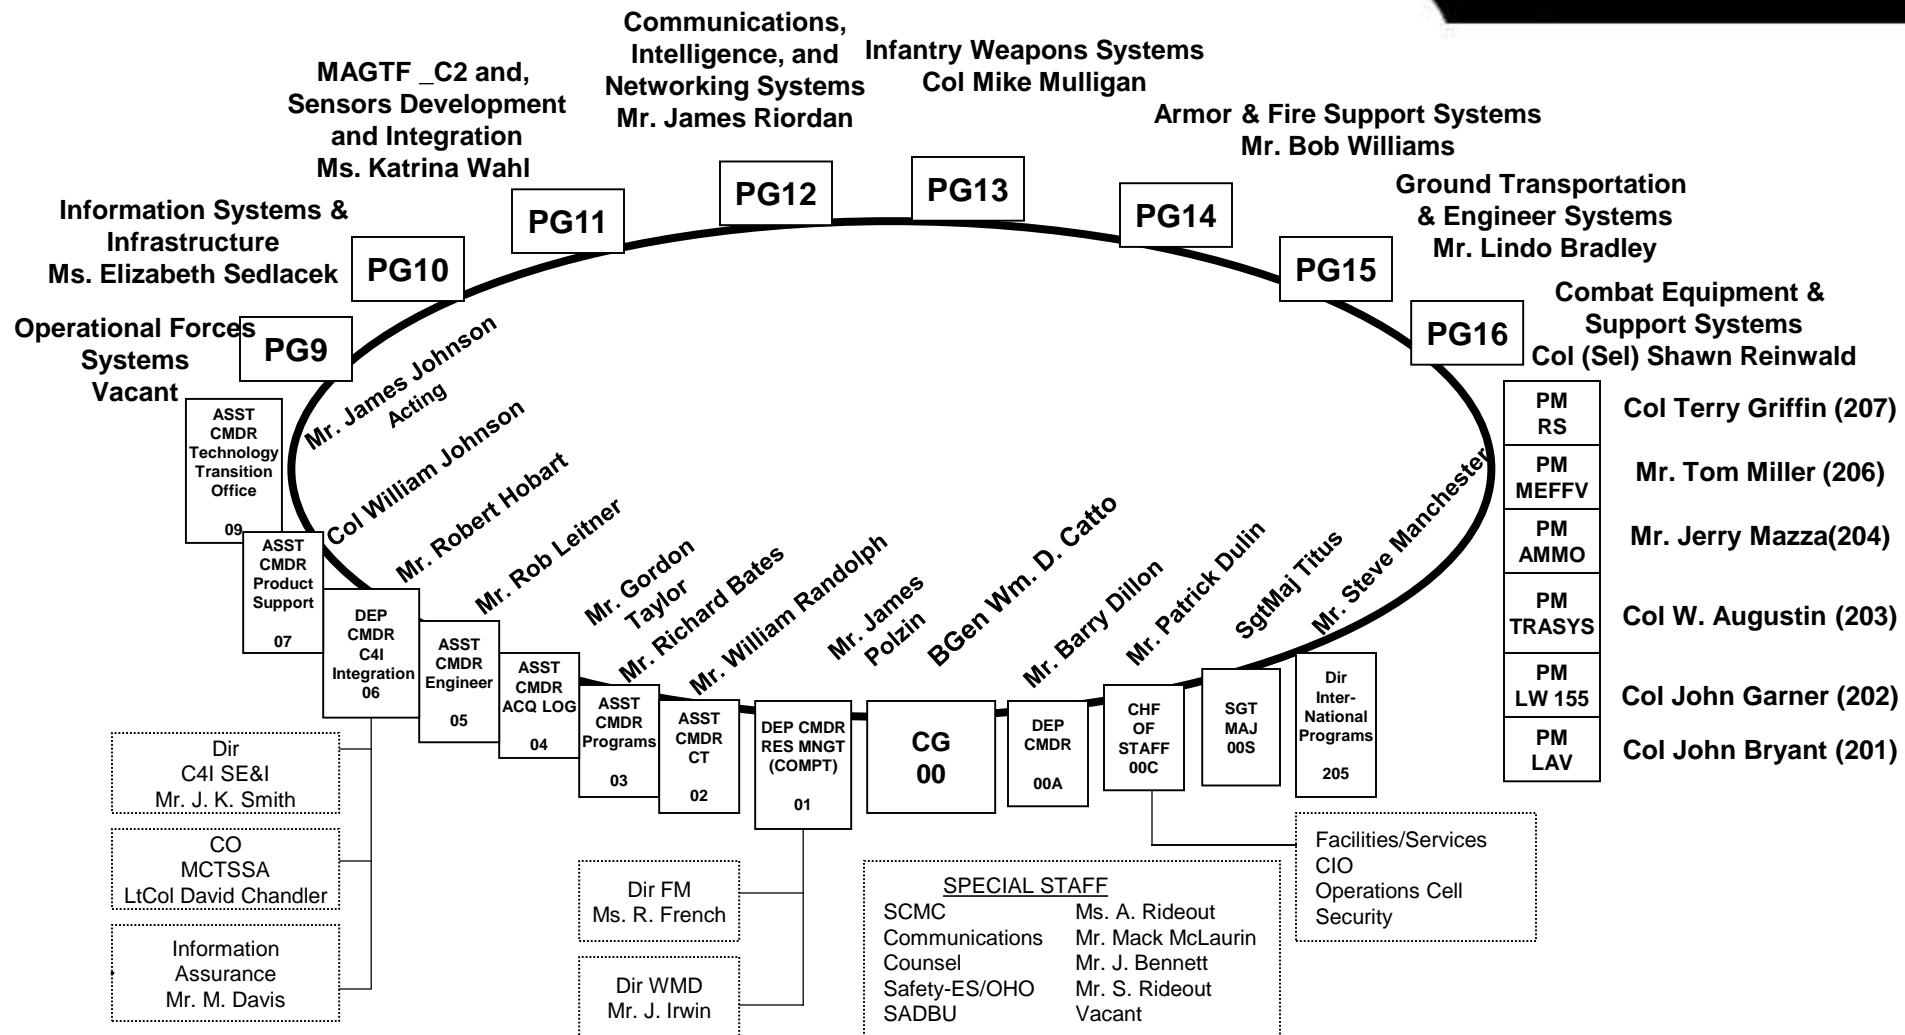 Communications,
Intelligence, and
Networking Systems
Mr. James Riordan
Infantry Weapons Systems
Col Mike Mulligan
MAGTF _C2 and,
Sensors Development
and Integration
Ms. Katrina Wahl
Armor & Fire Support Systems
Mr. Bob Williams
Ground Transportation
& Engineer Systems
Mr. Lindo Bradley
Information Systems &
Infrastructure
Ms. Elizabeth Sedlacek
Combat Equipment &
Support Systems
Col (Sel) Shawn Reinwald
Operational Forces
Systems
Vacant
PG9
PG10
PG11
PG12
PG13
PG14
PG15
PG16
Mr. James Johnson
Acting
Col William Johnson
Mr. Robert Hobart
Mr. Rob Leitner
Mr. Gordon
Taylor
Mr. Richard Bates
Mr. William Randolph
Mr. James
Polzin
BGen Wm. D. Catto
Mr. Barry Dillon
Mr. Patrick Dulin
SgtMaj Titus
Mr. Steve Manchester
PM
RS
Col Terry Griffin (207)
PM
MEFFV
Mr. Tom Miller (206)
PM
AMMO
Mr. Jerry Mazza(204)
PM
TRASYS
Col W. Augustin (203)
PM
LW 155
Col John Garner (202)
PM
LAV
Col John Bryant (201)
ASST
CMDR
Technology
Transition
Office
09
ASST
CMDR
Product
Support
07
DEP
CMDR
C4I
Integration
06
ASST
CMDR
Engineer
05
ASST
CMDR
ACQ LOG
04
ASST
CMDR
Programs
03
ASST
CMDR
CT
02
DEP CMDR
RES MNGT
(COMPT)
01
CG
00
DEP
CMDR
00A
CHF
OF
STAFF
00C
SGT
MAJ
00S
Dir
Inter-
National
Programs
205
Dir
C4I SE&I
Mr. J. K. Smith
CO
MCTSSA
LtCol David Chandler
Information
Assurance
Mr. M. Davis
Dir FM
Ms. R. French
Dir WMD
Mr. J. Irwin
SPECIAL STAFF
SCMC Ms. A. Rideout
Communications Mr. Mack McLaurin
Counsel Mr. J. Bennett
Safety-ES/OHO Mr. S. Rideout
SADBU Vacant
Facilities/Services
CIO
Operations Cell
Security